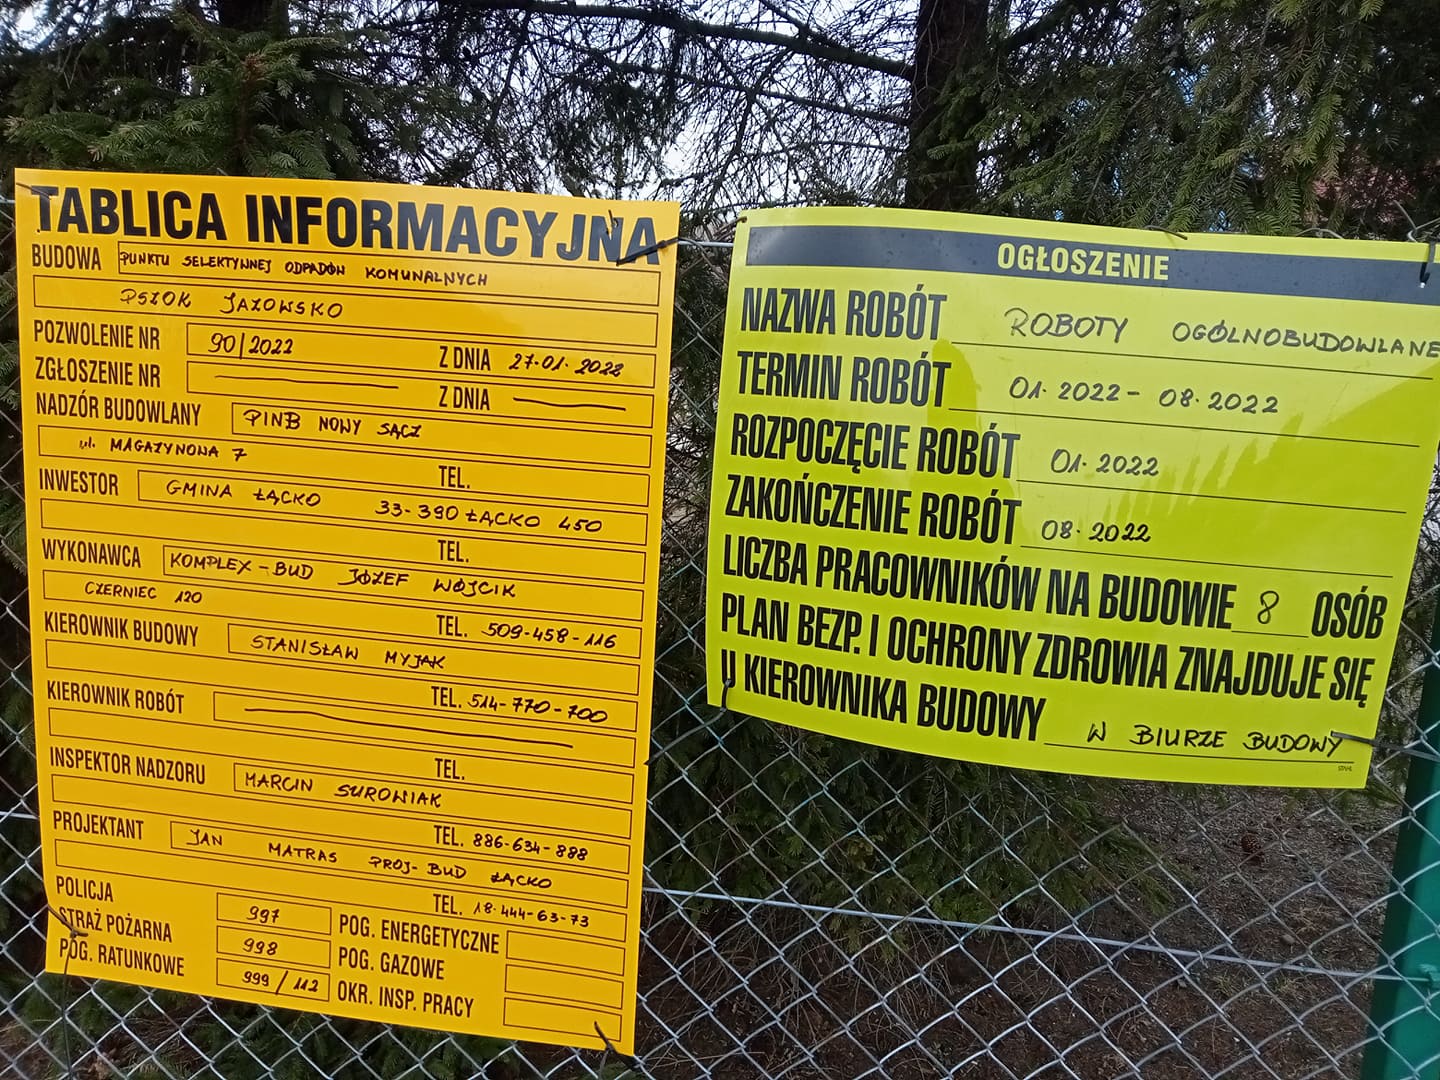 TABLICA INFORMACYJNA
BUDOWA PUNKTU SELEKTYWNEJ ODPADÓW KOMUNALNYCH
PSZOK JAZOWSKO
POZWOLENIE NR 90/2022 Z DNIA 27.01.2022
ZGŁOSZENIE NR — Z DNIA —
NADZÓR BUDOWLANY PINB NOWY SĄCZ
ul. MAGAZYNOWA 7 TEL.
INWESTOR GMINA ŁĄCKO 33-390 ŁĄCKO 450
TEL.
WYKONAWCA KOMPLEX-BUD JÓZEF WÓJCIK
CZERNIEC 120 TEL. 509-458-116
KIEROWNIK BUDOWY STANISŁAW MYJAK
TEL. 514-770-700
KIEROWNIK ROBÓT —
TEL.
INSPEKTOR NADZORU MARCIN SUROWIAK
TEL. 886-634-888
PROJEKTANT JAN MATRAS PROJ-BUD ŁĄCKO
TEL. 18-444-63-73
POLICJA 997
STRAŻ POŻARNA 998
POG. RATUNKOWE 999/112
POG. ENERGETYCZNE
POG. GAZOWE
OKR. INSP. PRACY
OGŁOSZENIE
NAZWA ROBÓT ROBOTY OGÓLNOBUDOWLANE
TERMIN ROBÓT 01.2022-08.2022
ROZPOCZĘCIE ROBÓT 01.2022
ZAKOŃCZENIE ROBÓT 08.2022
LICZBA PRACOWNIKÓW NA BUDOWIE 8 OSÓB
PLAN BEZP. I OCHRONY ZDROWIA ZNAJDUJE SIĘ
U KIEROWNIKA BUDOWY W BIURZE BUDOWY